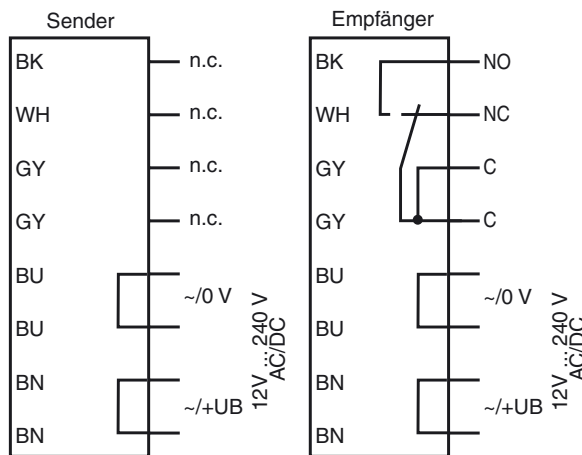 Sender
BK n.c.
WH n.c.
GY n.c.
GY n.c.
BU
~/0 V
BU
BN
~/+UB
BN
12V ... 240 V
AC/DC
Empfänger
BK NO
WH NC
GY C
GY C
BU
~/0 V
BU
BN
~/+UB
BN
12V ... 240 V
AC/DC